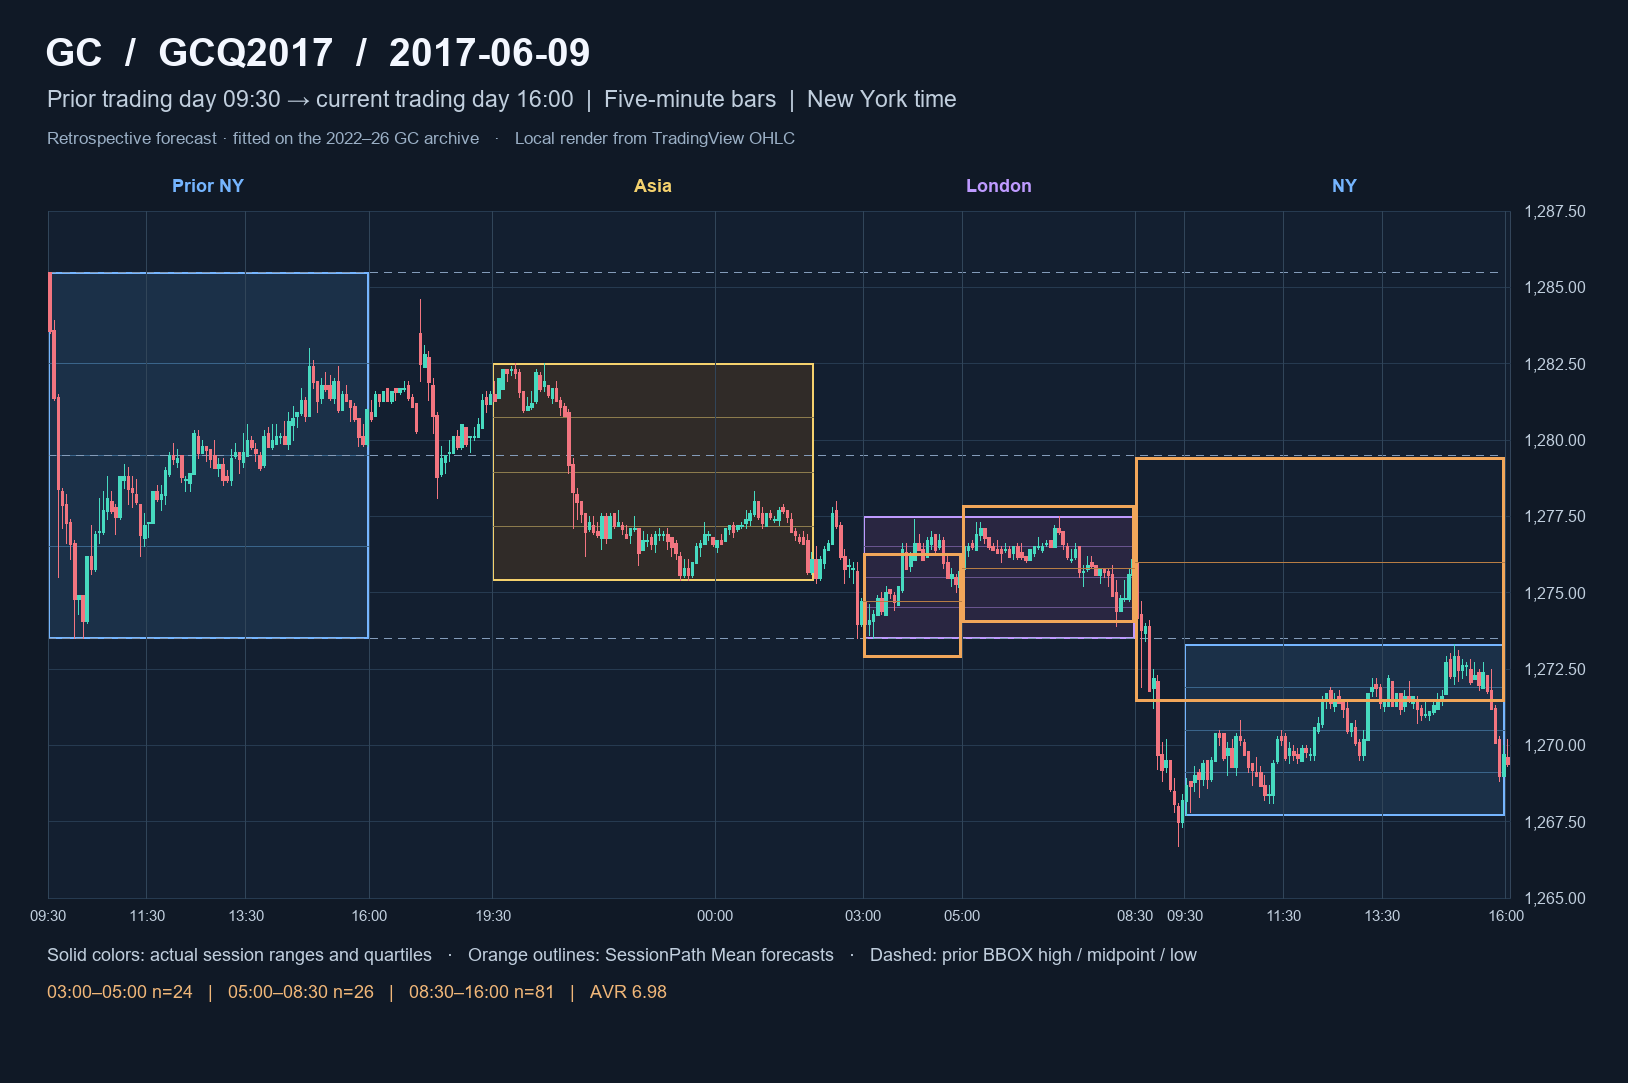 GC / GCQ2017 / 2017-06-09
Prior trading day 09:30 → current trading day 16:00 | Five-minute bars | New York time
Retrospective forecast · fitted on the 2022–26 GC archive · Local render from TradingView OHLC
Prior NY Asia London NY
1,287.50
1,285.00
1,282.50
1,280.00
1,277.50
1,275.00
1,272.50
1,270.00
1,267.50
1,265.00
09:30 11:30 13:30 16:00 19:30 00:00 03:00 05:00 08:30 09:30 11:30 13:30 16:00
Solid colors: actual session ranges and quartiles · Orange outlines: SessionPath Mean forecasts · Dashed: prior BBOX high / midpoint / low
03:00–05:00 n=24 | 05:00–08:30 n=26 | 08:30–16:00 n=81 | AVR 6.98